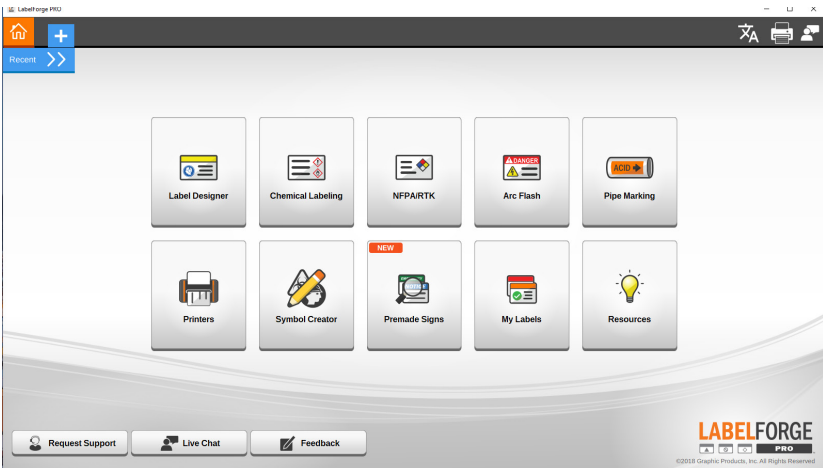 LabelForge PRO
Recent
Label Designer
Chemical Labeling
NFPA/RTK
DANGER
Arc Flash
ACID
Pipe Marking
Printers
Symbol Creator
NEW
NOTICE
Premade Signs
My Labels
Resources
Request Support
Live Chat
Feedback
LABELFORGE
PRO
©2018 Graphic Products, Inc. All Rights Reserved